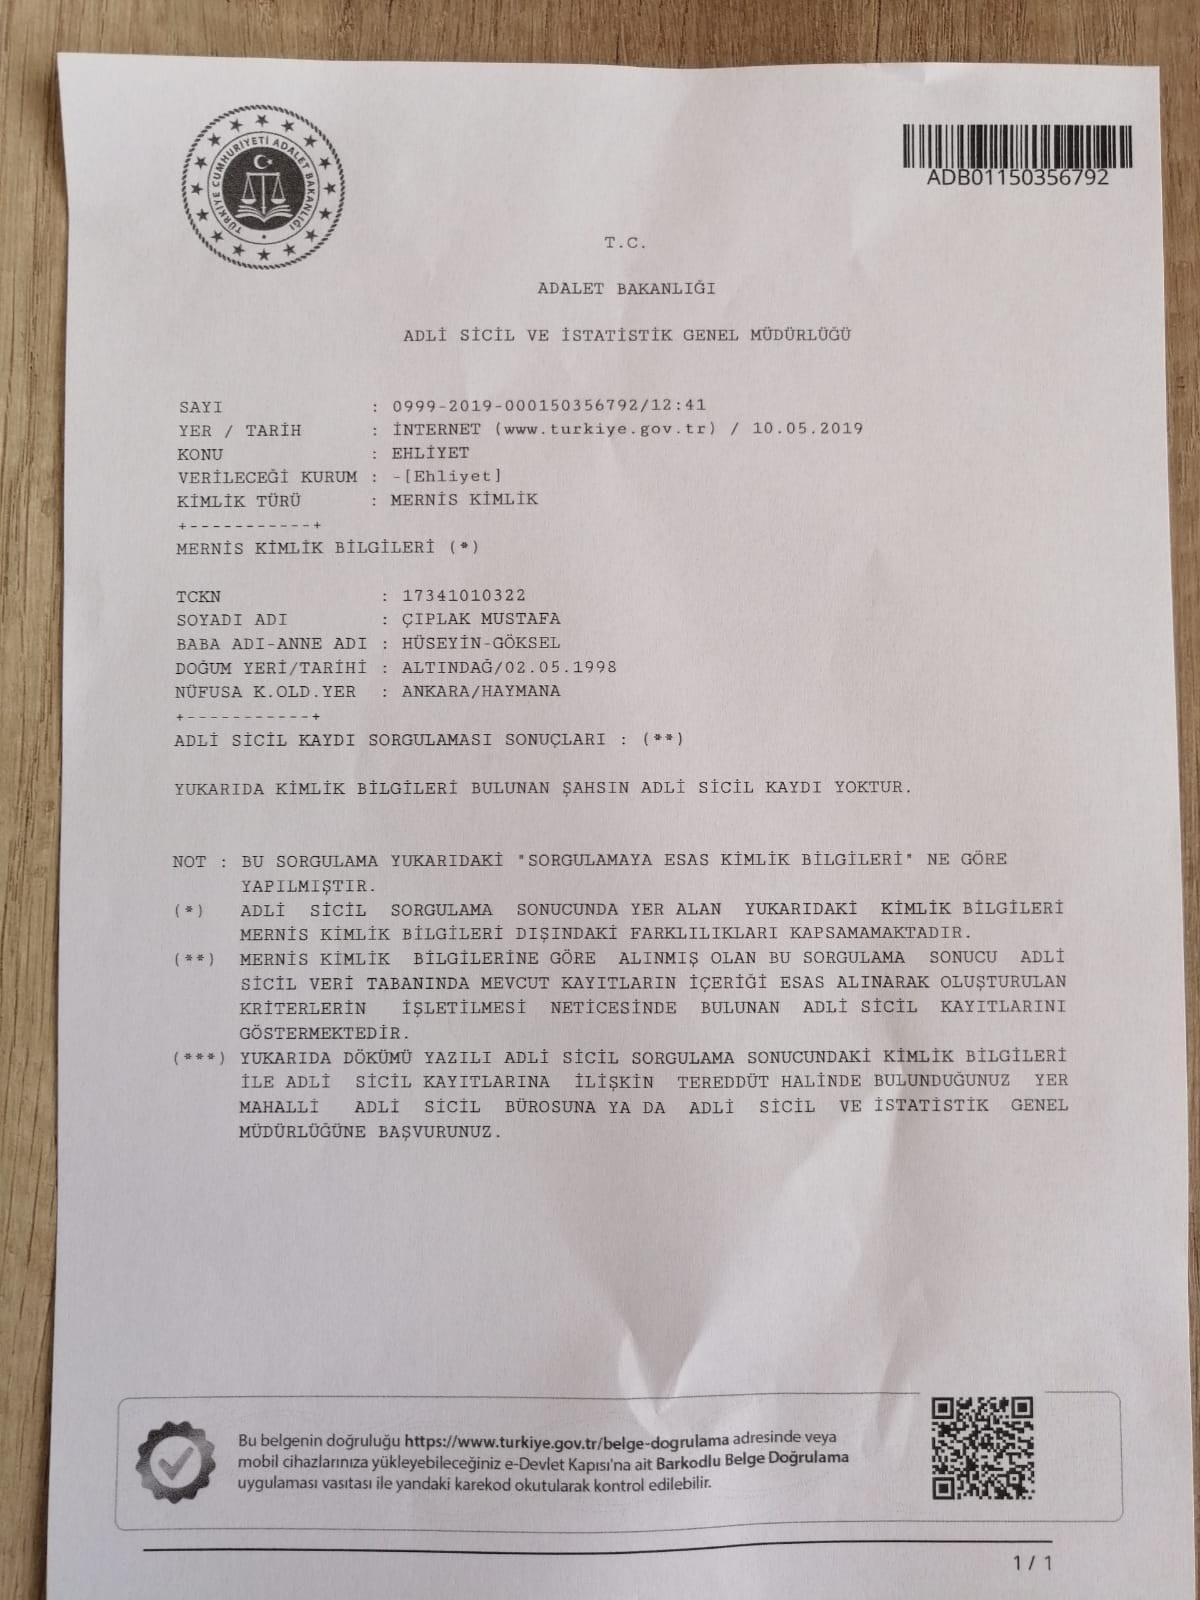 TÜRKİYE CUMHURİYETİ ADALET BAKANLIĞI
ADB01150356792
T.C.
ADALET BAKANLIĞI
ADLİ SİCİL VE İSTATİSTİK GENEL MÜDÜRLÜĞÜ
SAYI : 0999-2019-000150356792/12:41
YER / TARİH : İNTERNET (www.turkiye.gov.tr) / 10.05.2019
KONU : EHLİYET
VERİLECEĞİ KURUM : -[Ehliyet]
KİMLİK TÜRÜ : MERNİS KİMLİK
+-----------+
MERNİS KİMLİK BİLGİLERİ (*)
TCKN : 17341010322
SOYADI ADI : ÇIPLAK MUSTAFA
BABA ADI-ANNE ADI : HÜSEYİN-GÖKSEL
DOĞUM YERİ/TARİHİ : ALTINDAĞ/02.05.1998
NÜFUSA K.OLD.YER : ANKARA/HAYMANA
+-----------+
ADLİ SİCİL KAYDI SORGULAMASI SONUÇLARI : (**)
YUKARIDA KİMLİK BİLGİLERİ BULUNAN ŞAHSIN ADLİ SİCİL KAYDI YOKTUR.
NOT : BU SORGULAMA YUKARIDAKİ "SORGULAMAYA ESAS KİMLİK BİLGİLERİ" NE GÖRE
YAPILMIŞTIR.
(*) ADLİ SİCİL SORGULAMA SONUCUNDA YER ALAN YUKARIDAKİ KİMLİK BİLGİLERİ
MERNİS KİMLİK BİLGİLERİ DIŞINDAKİ FARKLILIKLARI KAPSAMAMAKTADIR.
(**) MERNİS KİMLİK BİLGİLERİNE GÖRE ALINMIŞ OLAN BU SORGULAMA SONUCU ADLİ
SİCİL VERİ TABANINDA MEVCUT KAYITLARIN İÇERİĞİ ESAS ALINARAK OLUŞTURULAN
KRİTERLERİN İŞLETİLMESİ NETİCESİNDE BULUNAN ADLİ SİCİL KAYITLARINI
GÖSTERMEKTEDİR.
(***) YUKARIDA DÖKÜMÜ YAZILI ADLİ SİCİL SORGULAMA SONUCUNDAKİ KİMLİK BİLGİLERİ
İLE ADLİ SİCİL KAYITLARINA İLİŞKİN TEREDDÜT HALİNDE BULUNDUĞUNUZ YER
MAHALLİ ADLİ SİCİL BÜROSUNA YA DA ADLİ SİCİL VE İSTATİSTİK GENEL
MÜDÜRLÜĞÜNE BAŞVURUNUZ.
Bu belgenin doğruluğu https://www.turkiye.gov.tr/belge-dogrulama adresinde veya
mobil cihazlarınıza yükleyebileceğiniz e-Devlet Kapısı'na ait Barkodlu Belge Doğrulama
uygulaması vasıtası ile yandaki karekod okutularak kontrol edilebilir.
1 / 1